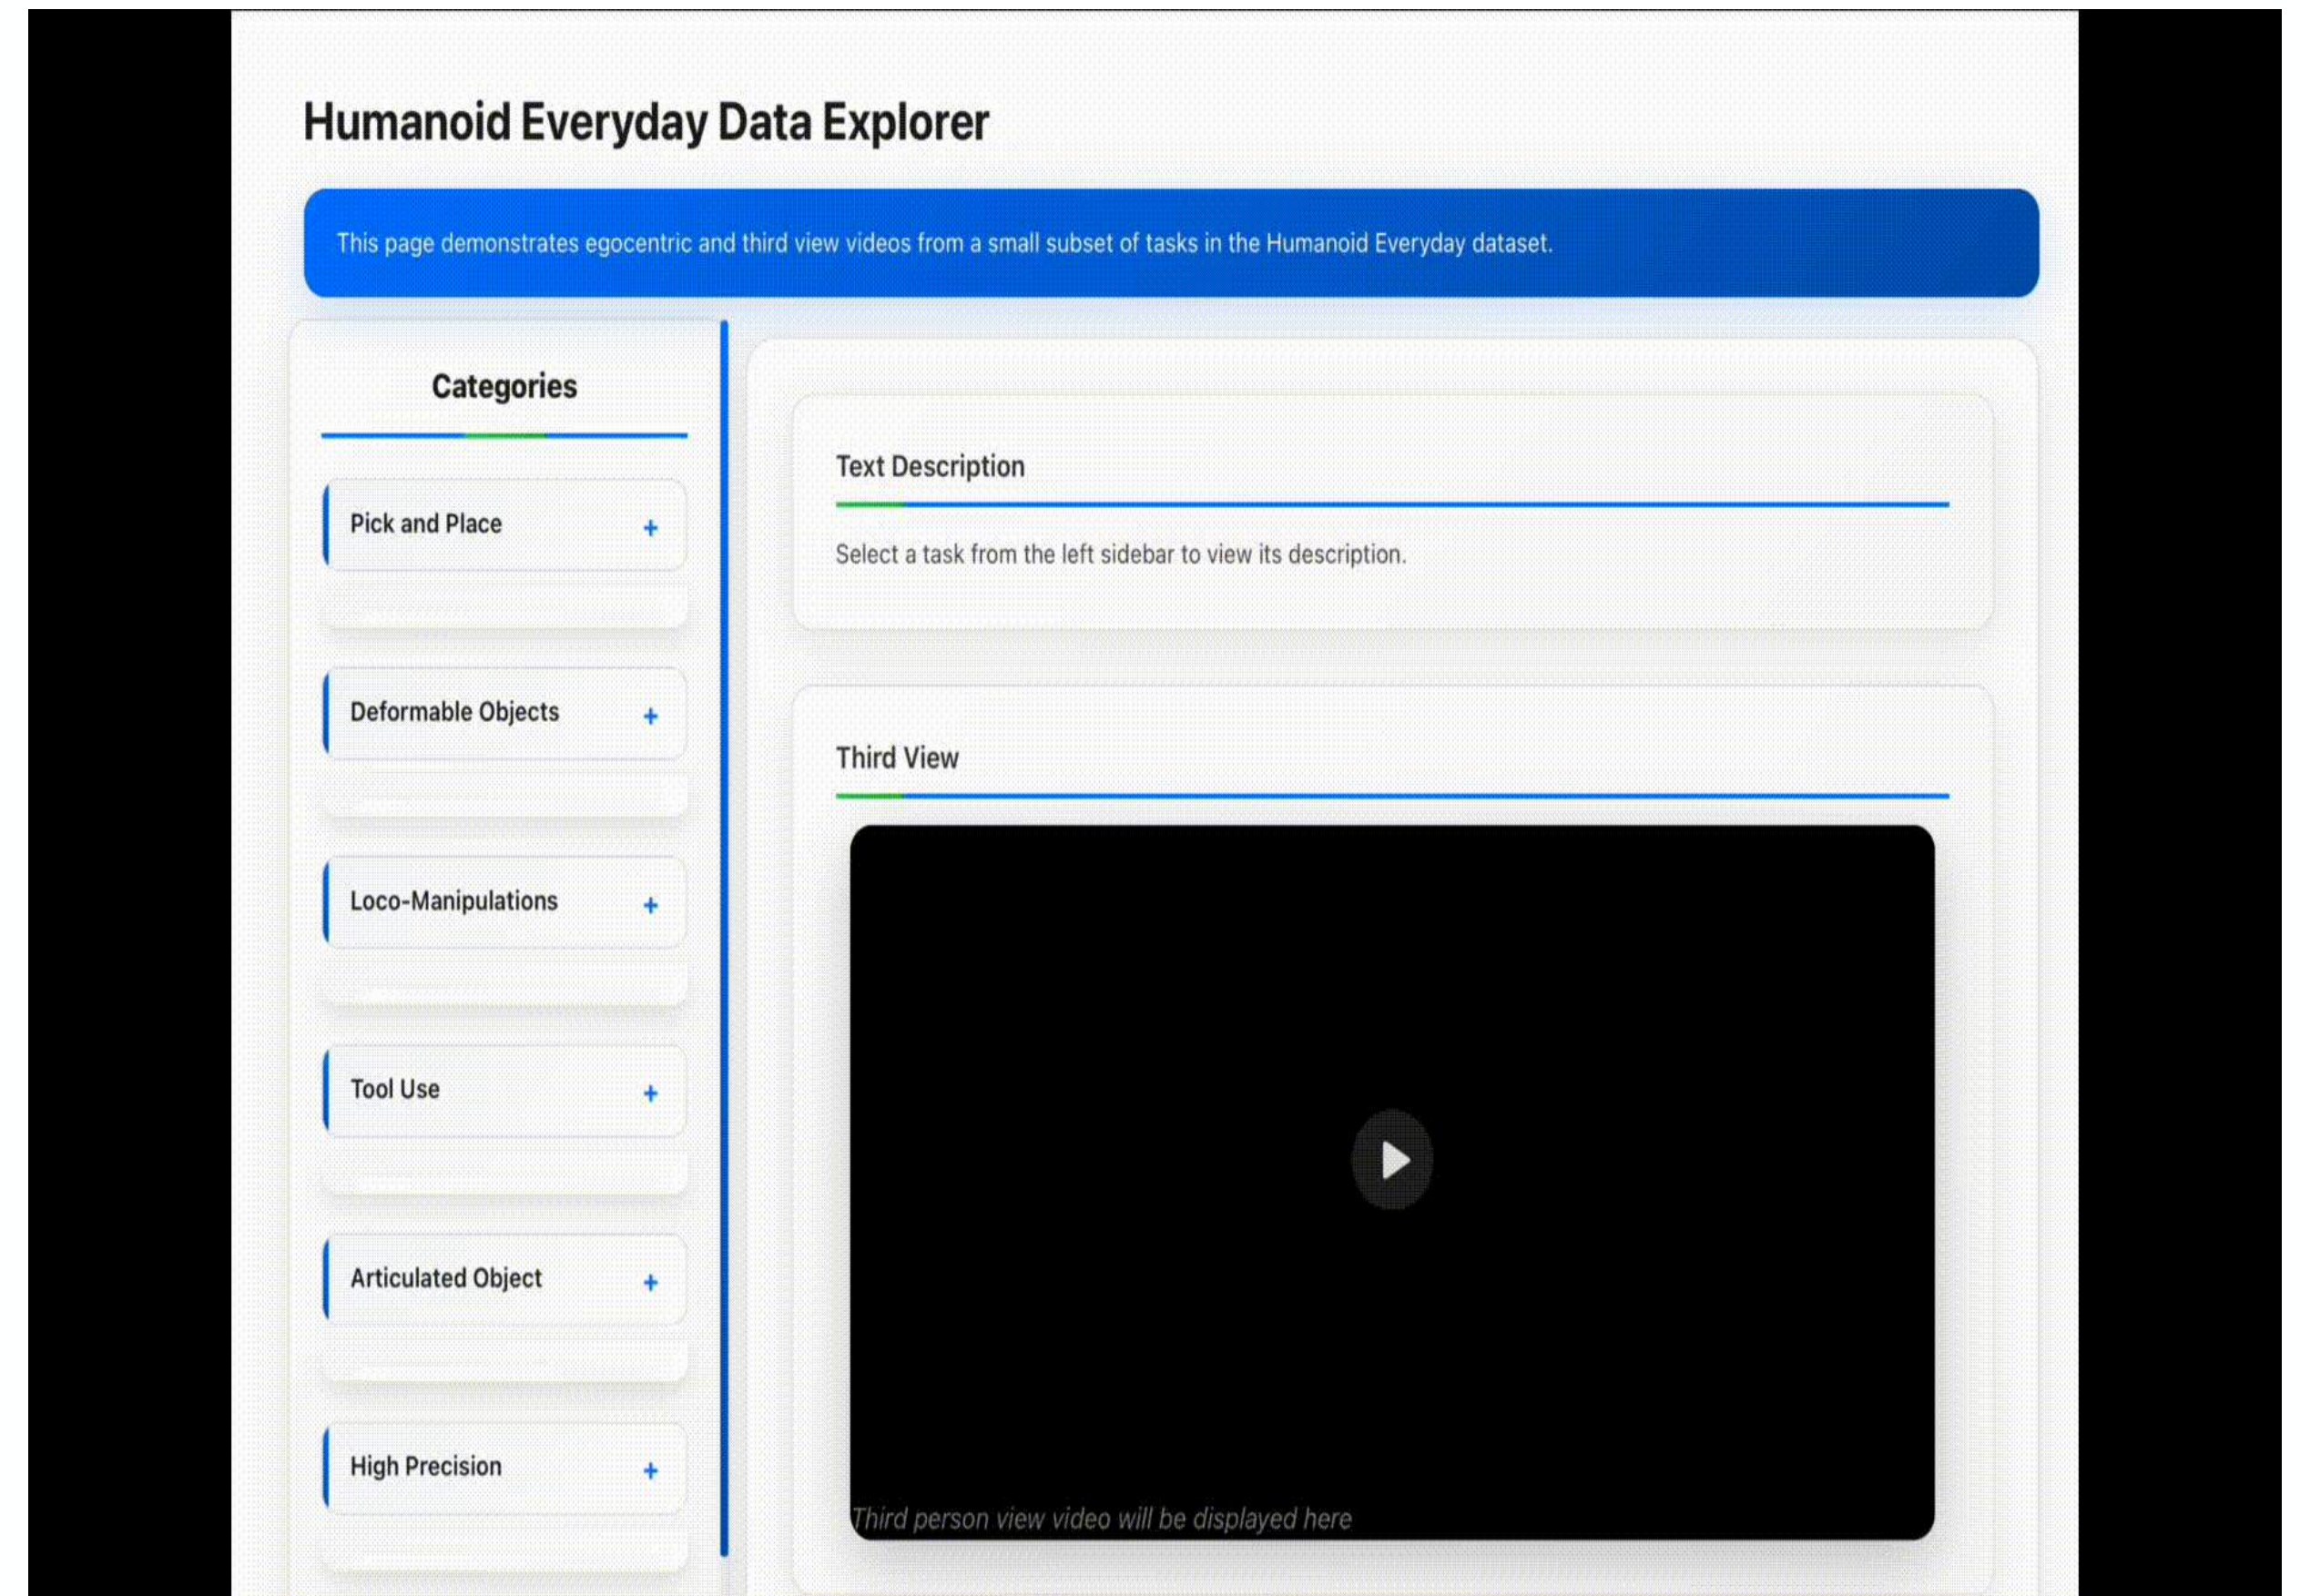 Humanoid Everyday Data Explorer
This page demonstrates egocentric and third view videos from a small subset of tasks in the Humanoid Everyday dataset.
Categories
Pick and Place +
Deformable Objects +
Loco-Manipulations +
Tool Use +
Articulated Object +
High Precision +
Text Description
Select a task from the left sidebar to view its description.
Third View
Third person view video will be displayed here